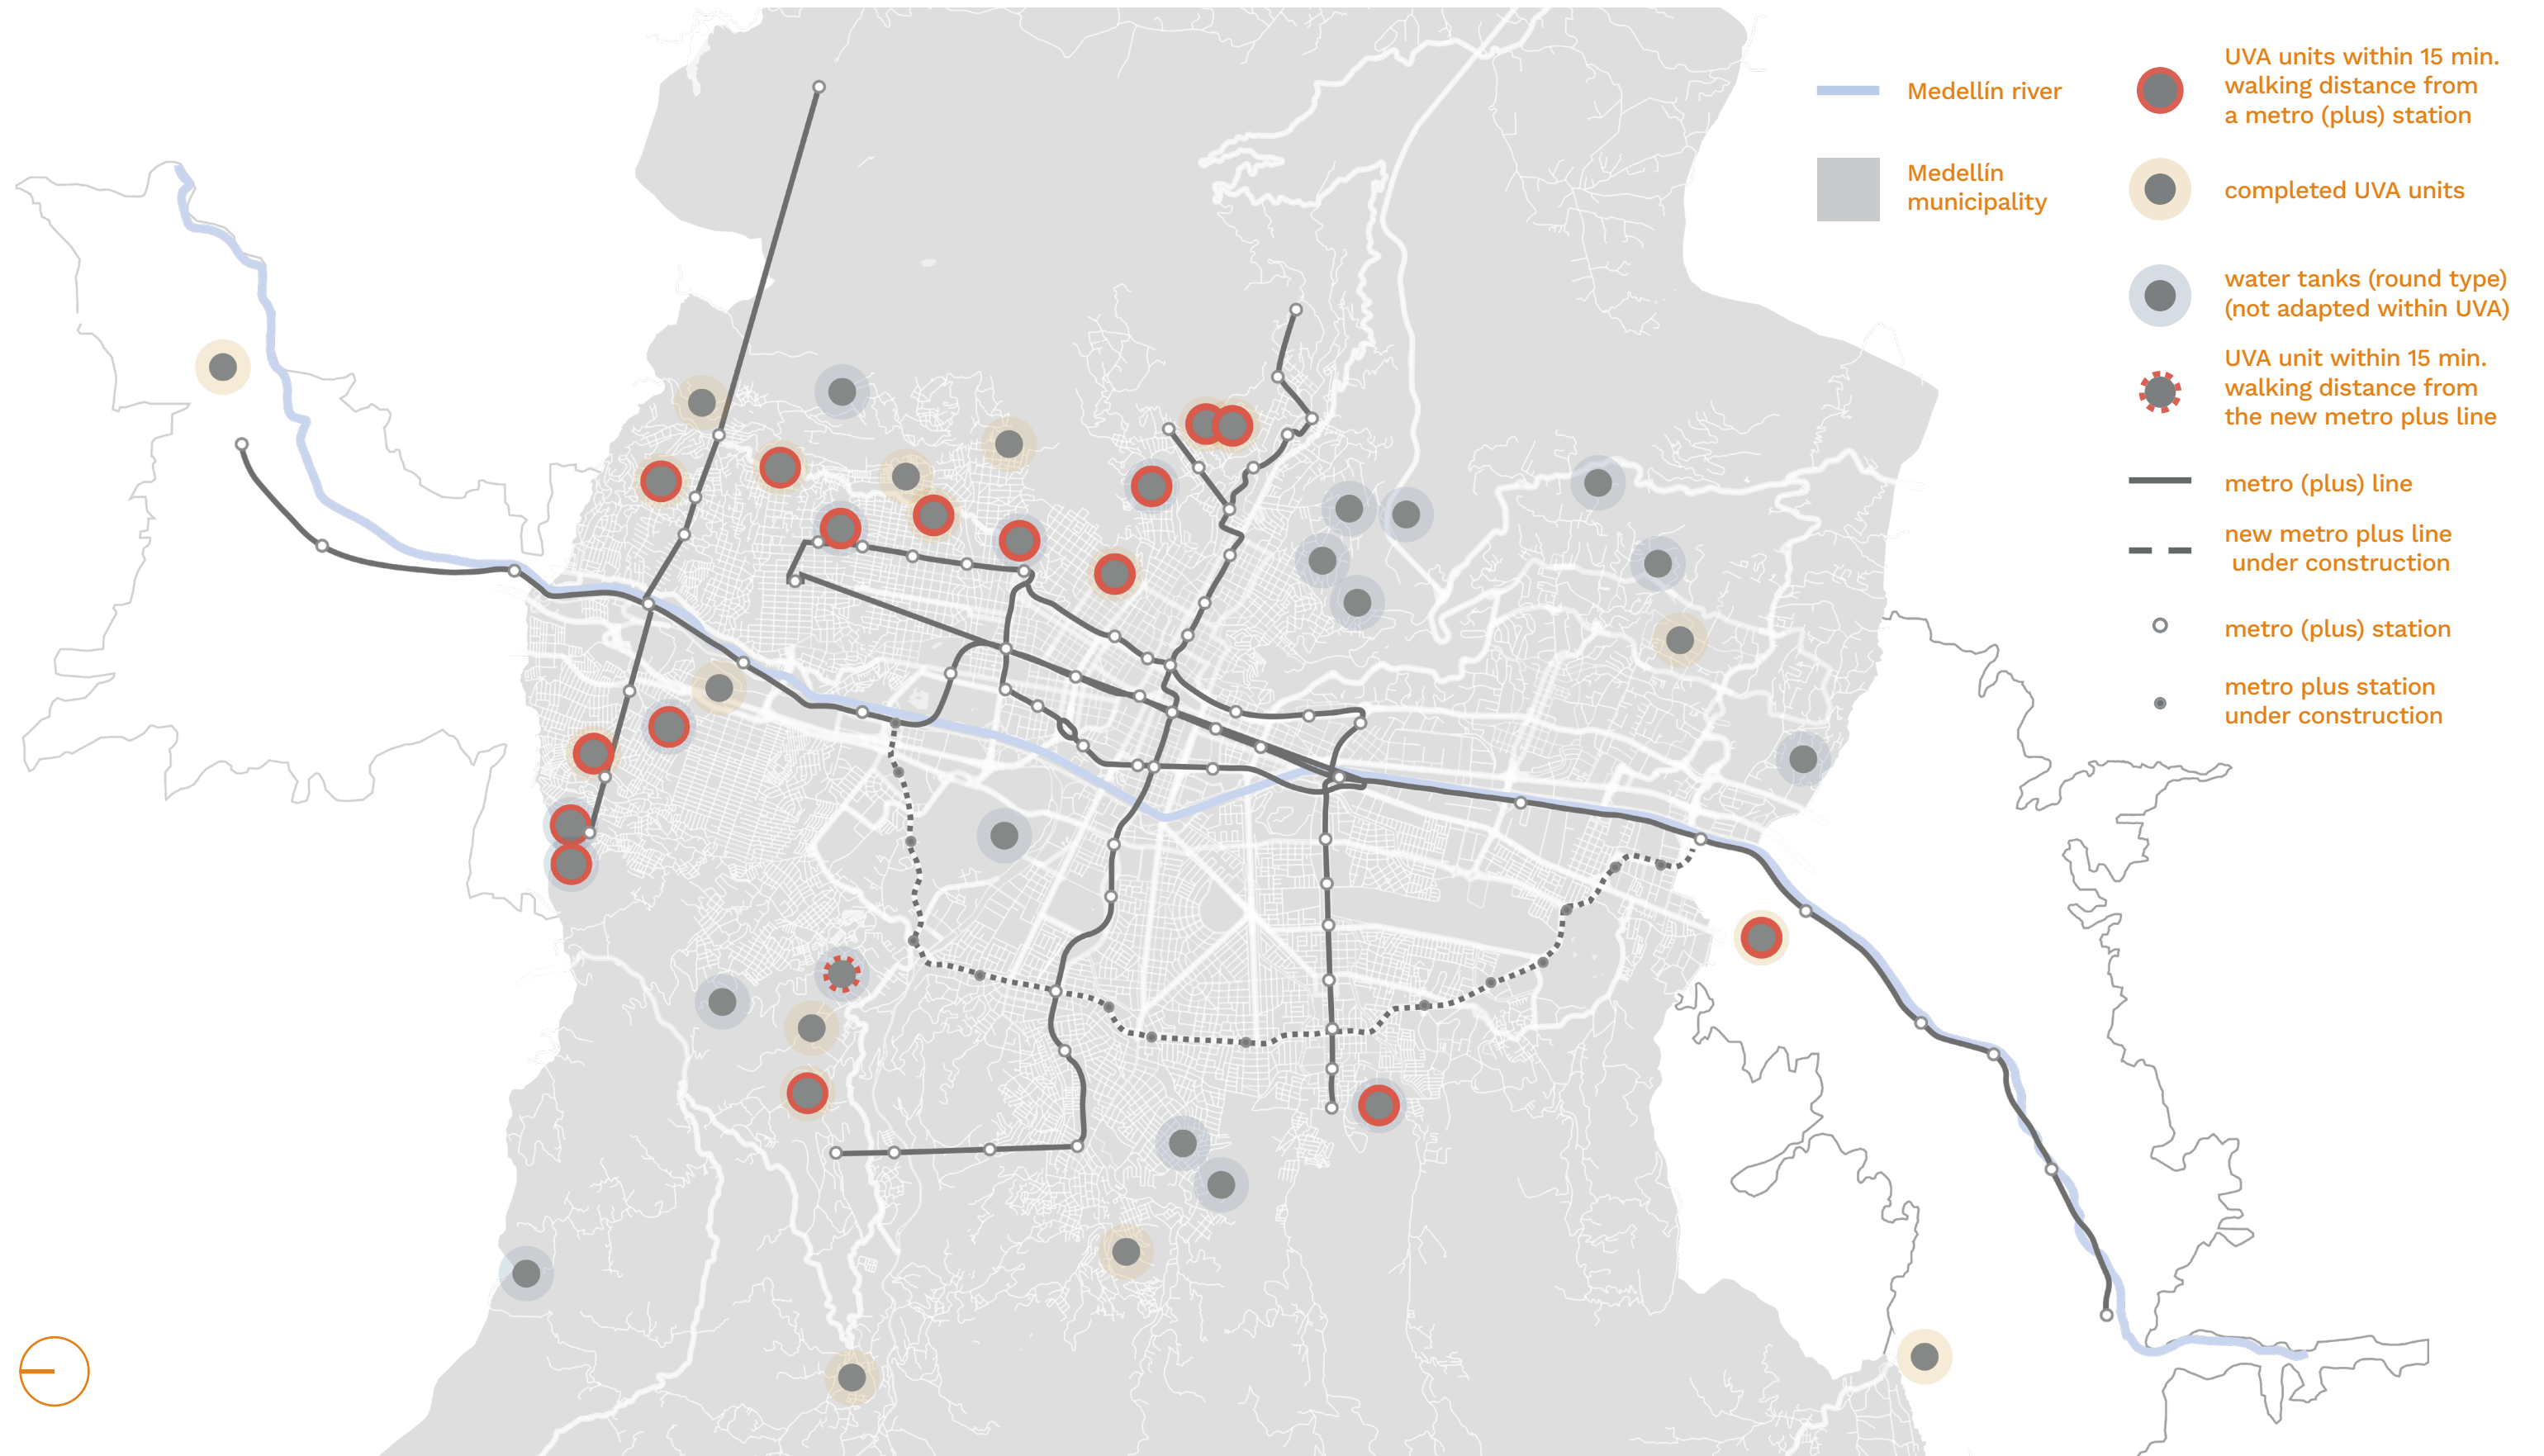 Medellín river
Medellín
municipality
UVA units within 15 min.
walking distance from
a metro (plus) station
completed UVA units
water tanks (round type)
(not adapted within UVA)
UVA unit within 15 min.
walking distance from
the new metro plus line
metro (plus) line
new metro plus line
under construction
metro (plus) station
metro plus station
under construction